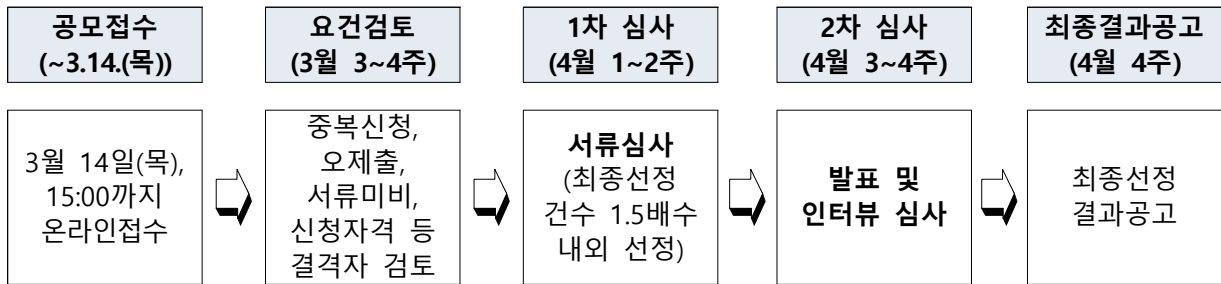 공모접수
(~3.14.(목))
요건검토
(3월 3~4주)
1차 심사
(4월 1~2주)
2차 심사
(4월 3~4주)
최종결과공고
(4월 4주)
3월 14일(목),
15:00까지
온라인접수
중복신청,
오제출,
서류미비,
신청자격 등
결격자 검토
서류심사
(최종선정
건수 1.5배수
내외 선정)
발표 및
인터뷰 심사
최종선정
결과공고